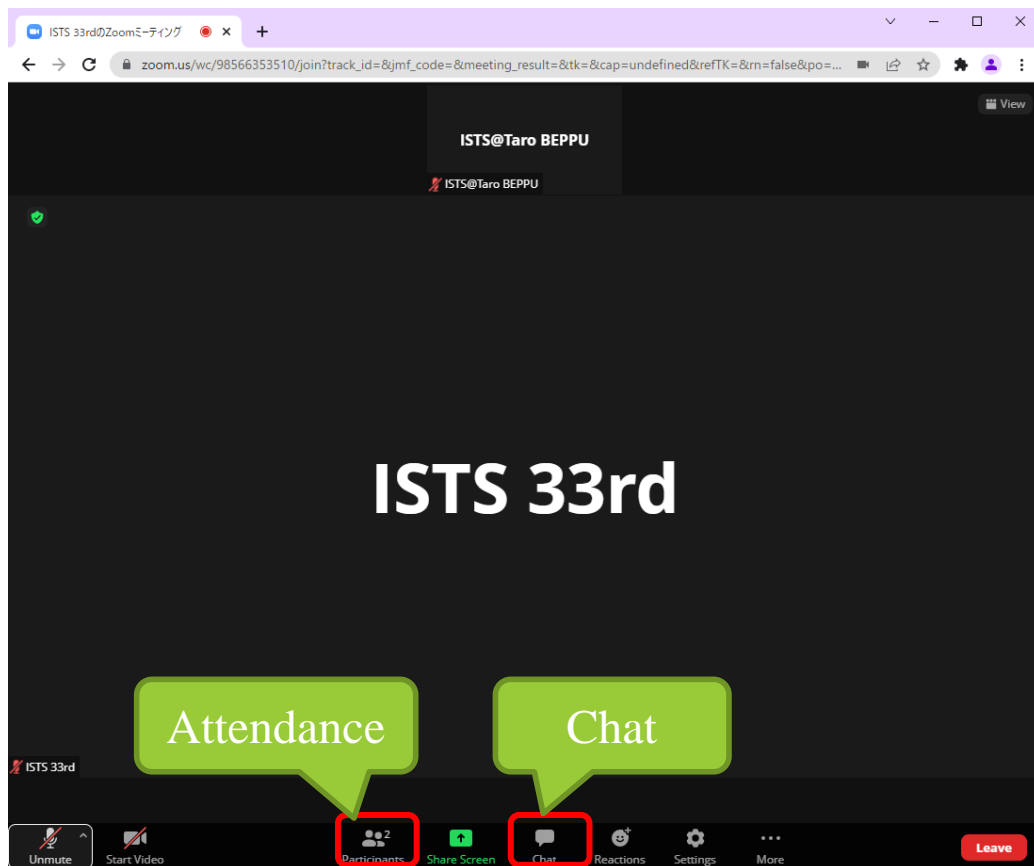 ISTS 33rdのZoomミーティング
zoom.us/wc/98566353510/join?track_id=&jmf_code=&meeting_result=&tk=&cap=undefined&refTK=&rn=false&po=...
View
ISTS@Taro BEPPU
ISTS@Taro BEPPU
ISTS 33rd
Attendance
Chat
ISTS 33rd
2
Unmute Start Video Participants Share Screen Chat Reactions Settings More Leave